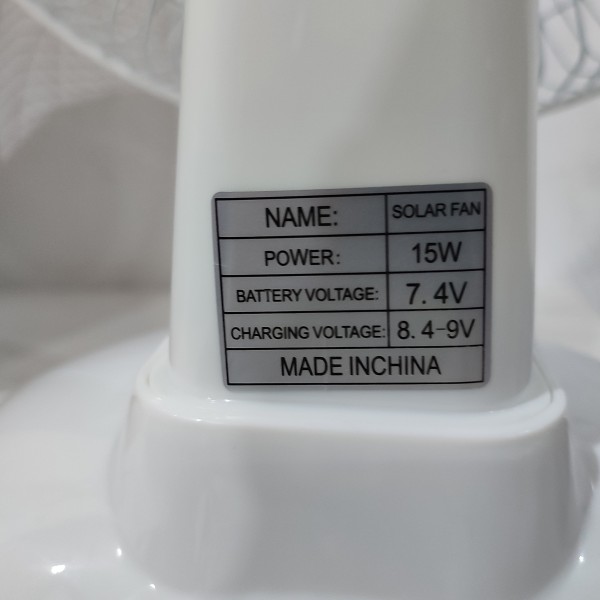 NAME: SOLAR FAN
POWER: 15W
BATTERY VOLTAGE: 7.4V
CHARGING VOLTAGE: 8.4-9V
MADE INCHINA